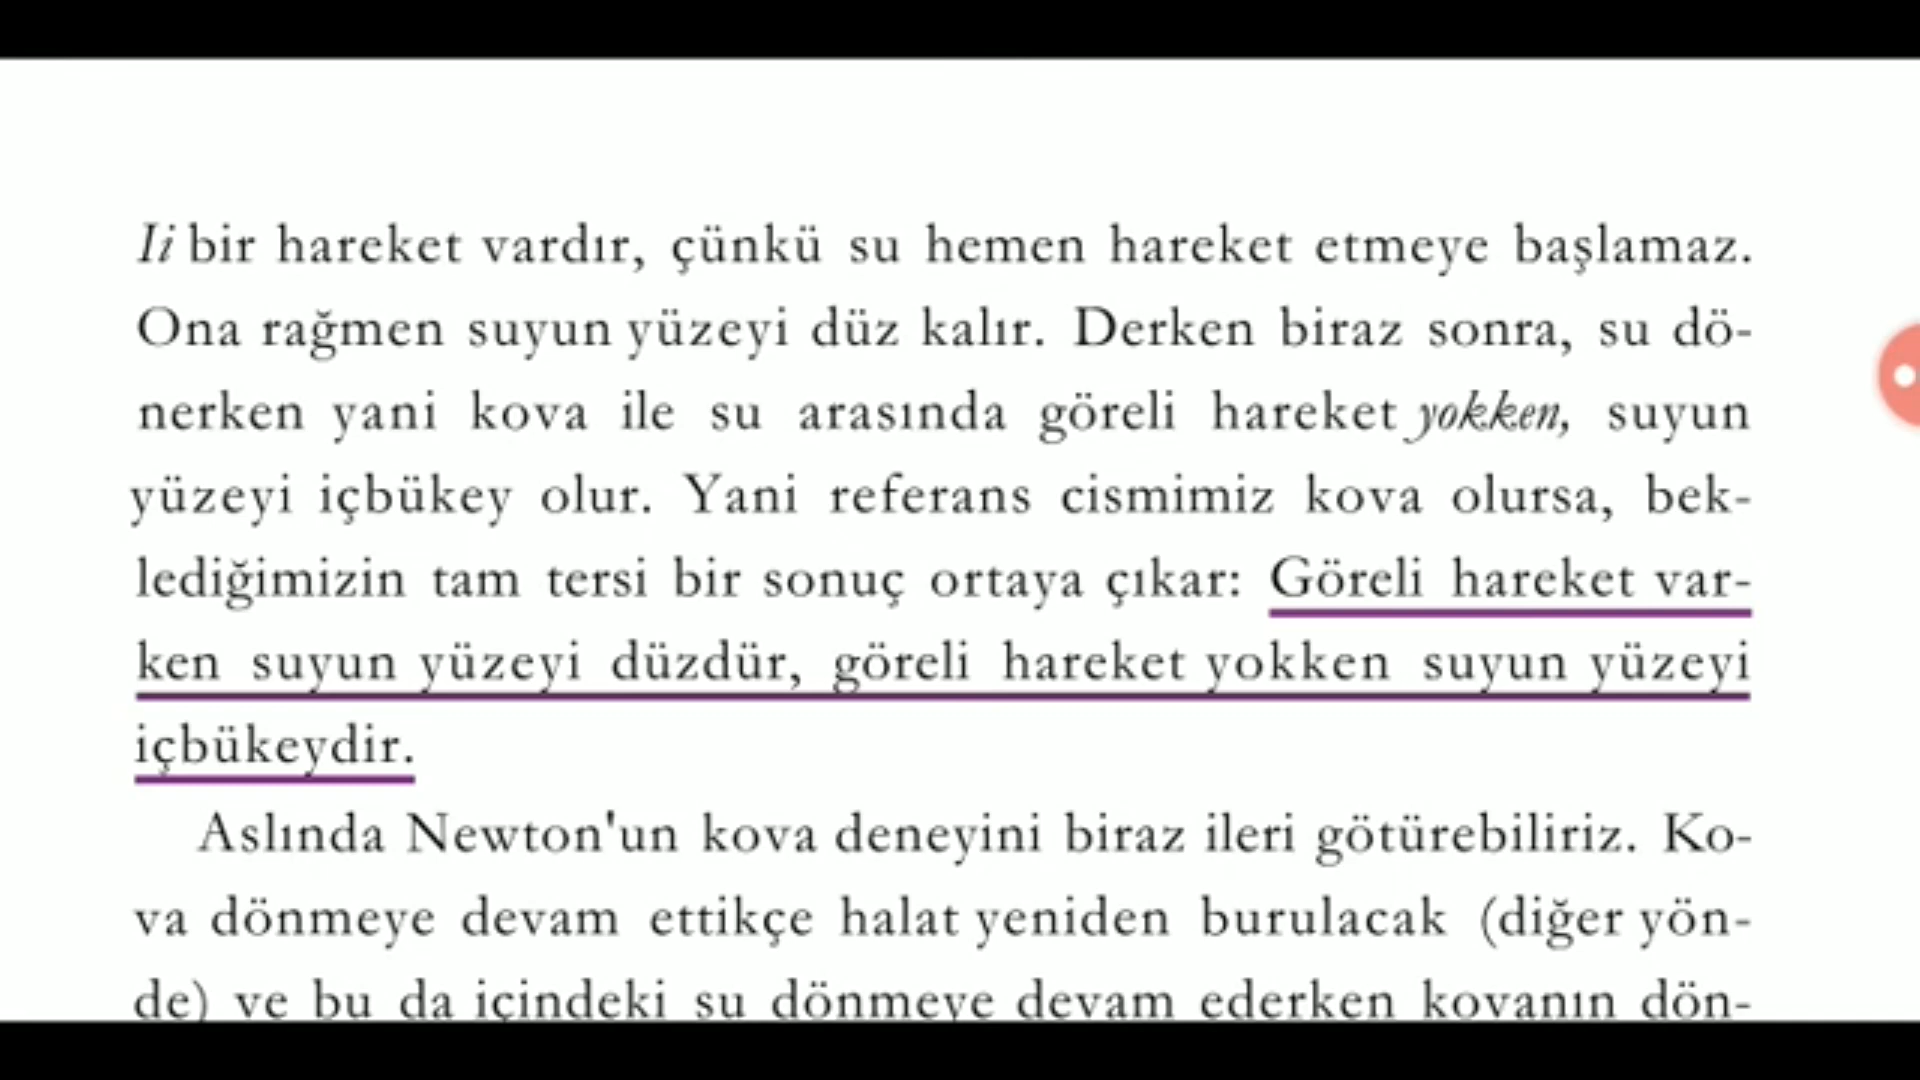 Ii bir hareket vardır, çünkü su hemen hareket etmeye başlamaz.
Ona rağmen suyun yüzeyi düz kalır. Derken biraz sonra, su dö-
nerken yani kova ile su arasında göreli hareket yokken, suyun
yüzeyi içbükey olur. Yani referans cismimiz kova olursa, bek-
lediğimizin tam tersi bir sonuç ortaya çıkar: Göreli hareket var-
ken suyun yüzeyi düzdür, göreli hareket yokken suyun yüzeyi
içbükeydir.
Aslında Newton'un kova deneyini biraz ileri götürebiliriz. Ko-
va dönmeye devam ettikçe halat yeniden burulacak (diğer yön-
de) ve bu da içindeki su dönmeye devam ederken kovanın dön-